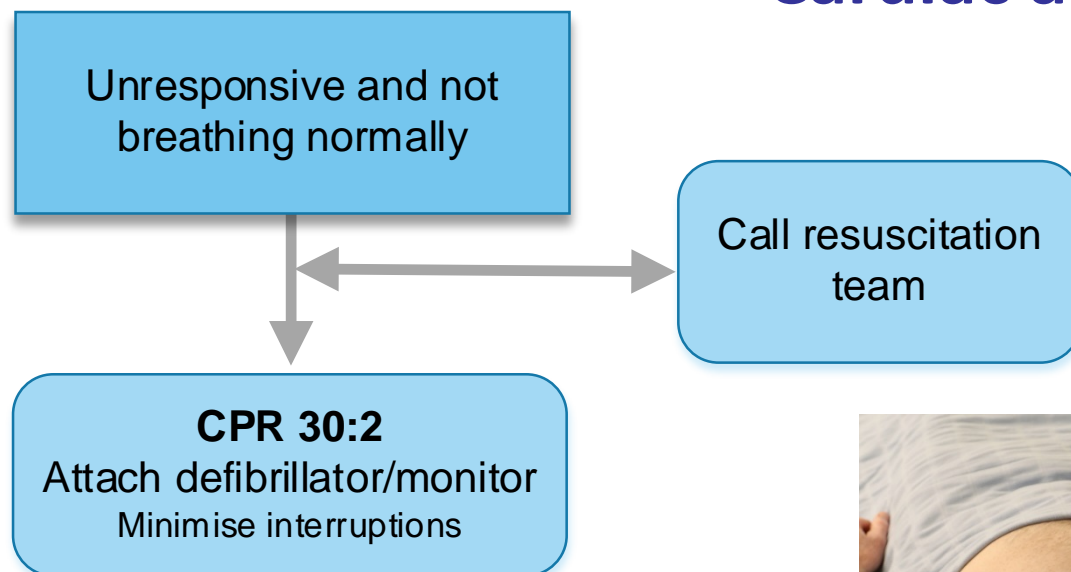 Unresponsive and not
breathing normally
Call resuscitation
team
CPR 30:2
Attach defibrillator/monitor
Minimise interruptions